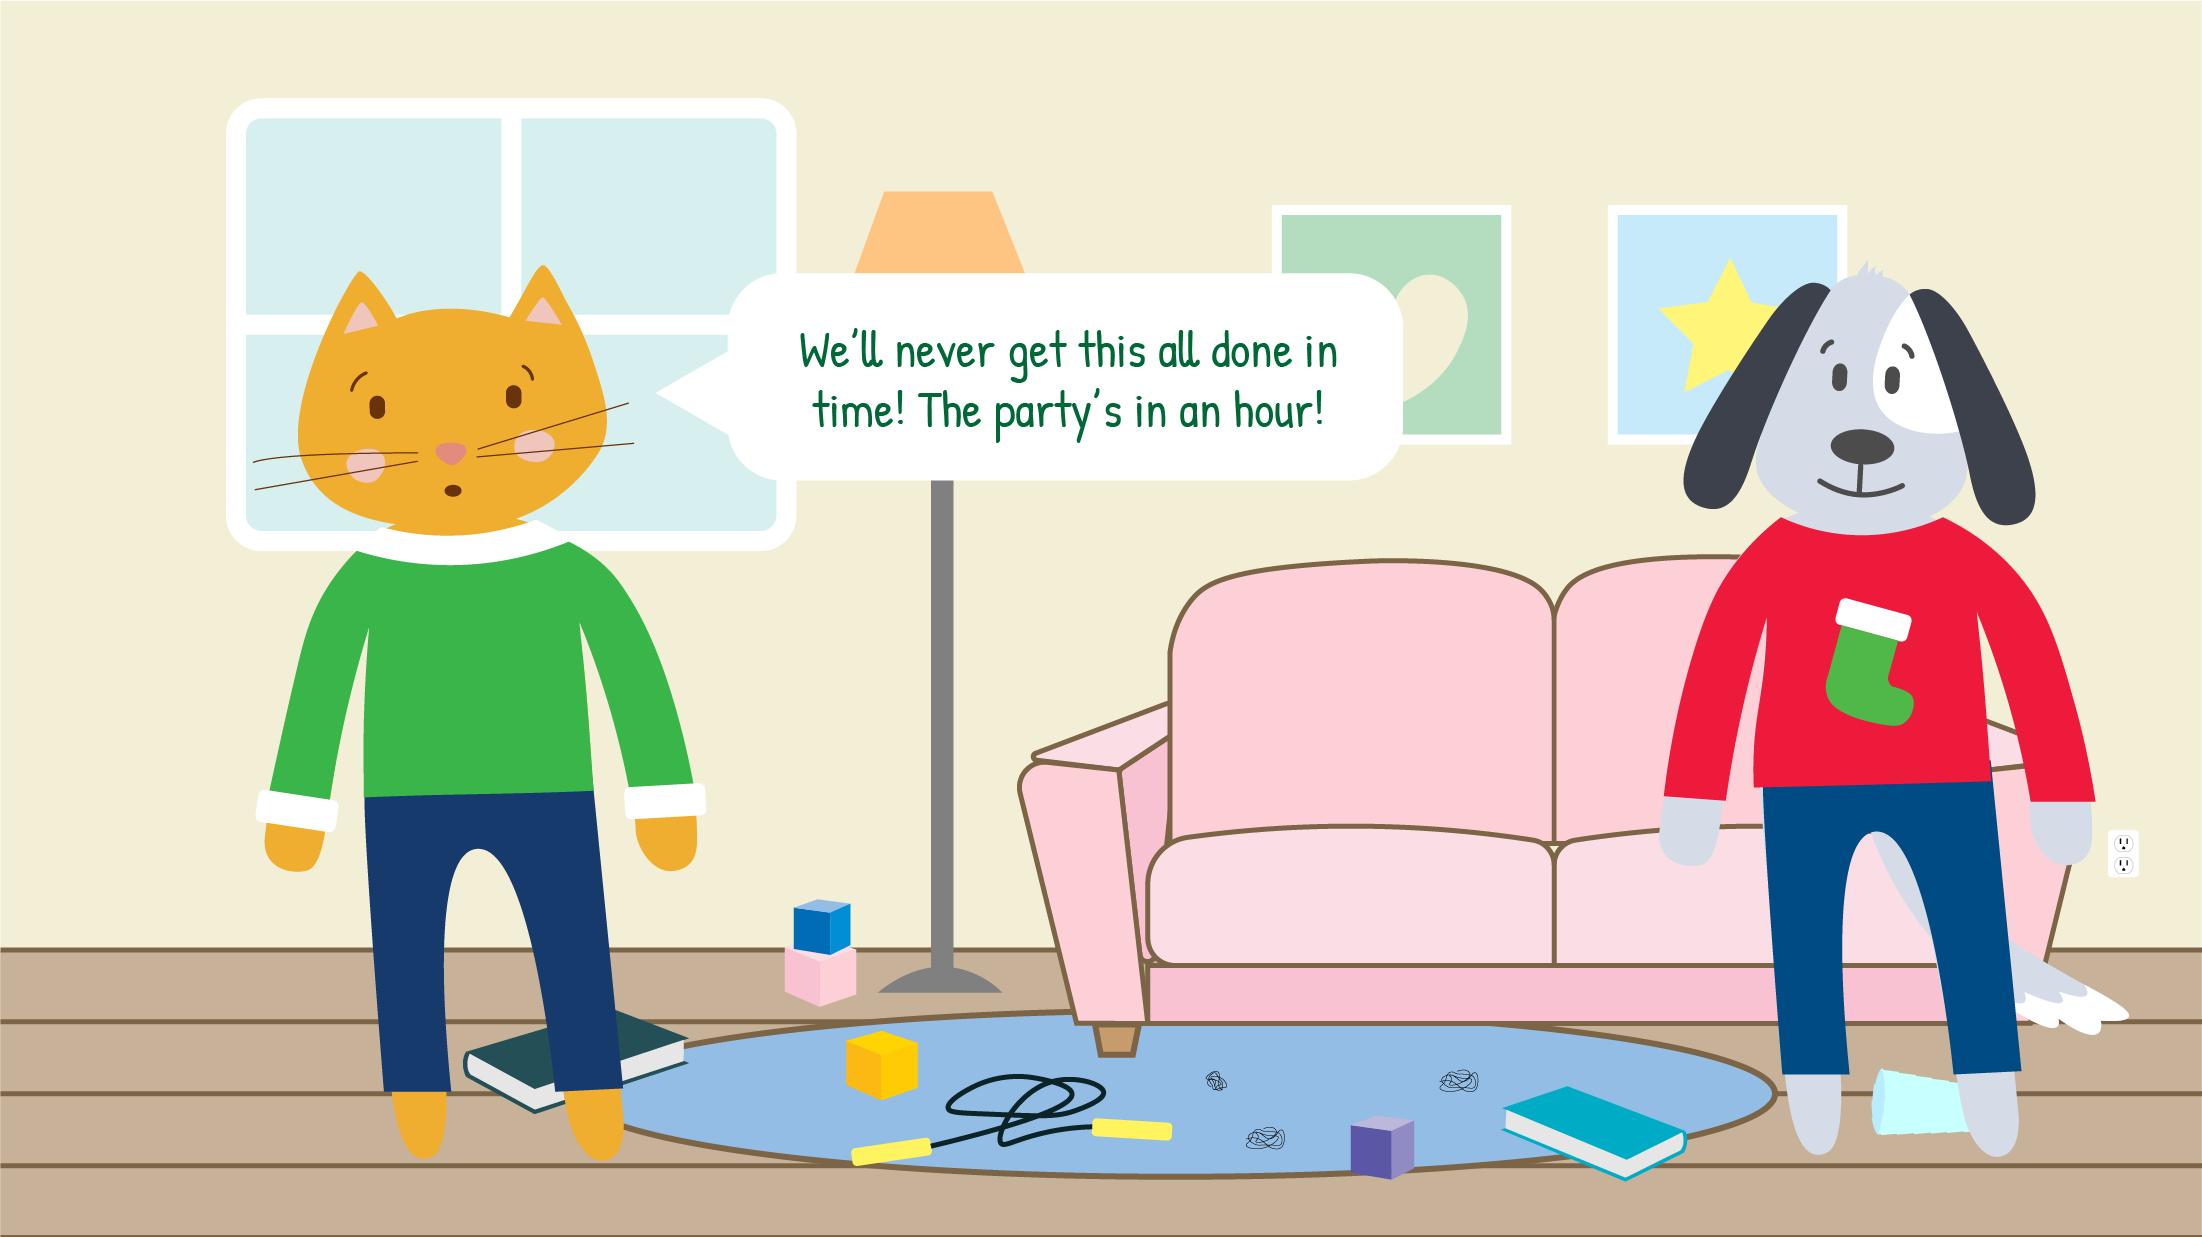 We'll never get this all done in
time! The party's in an hour!